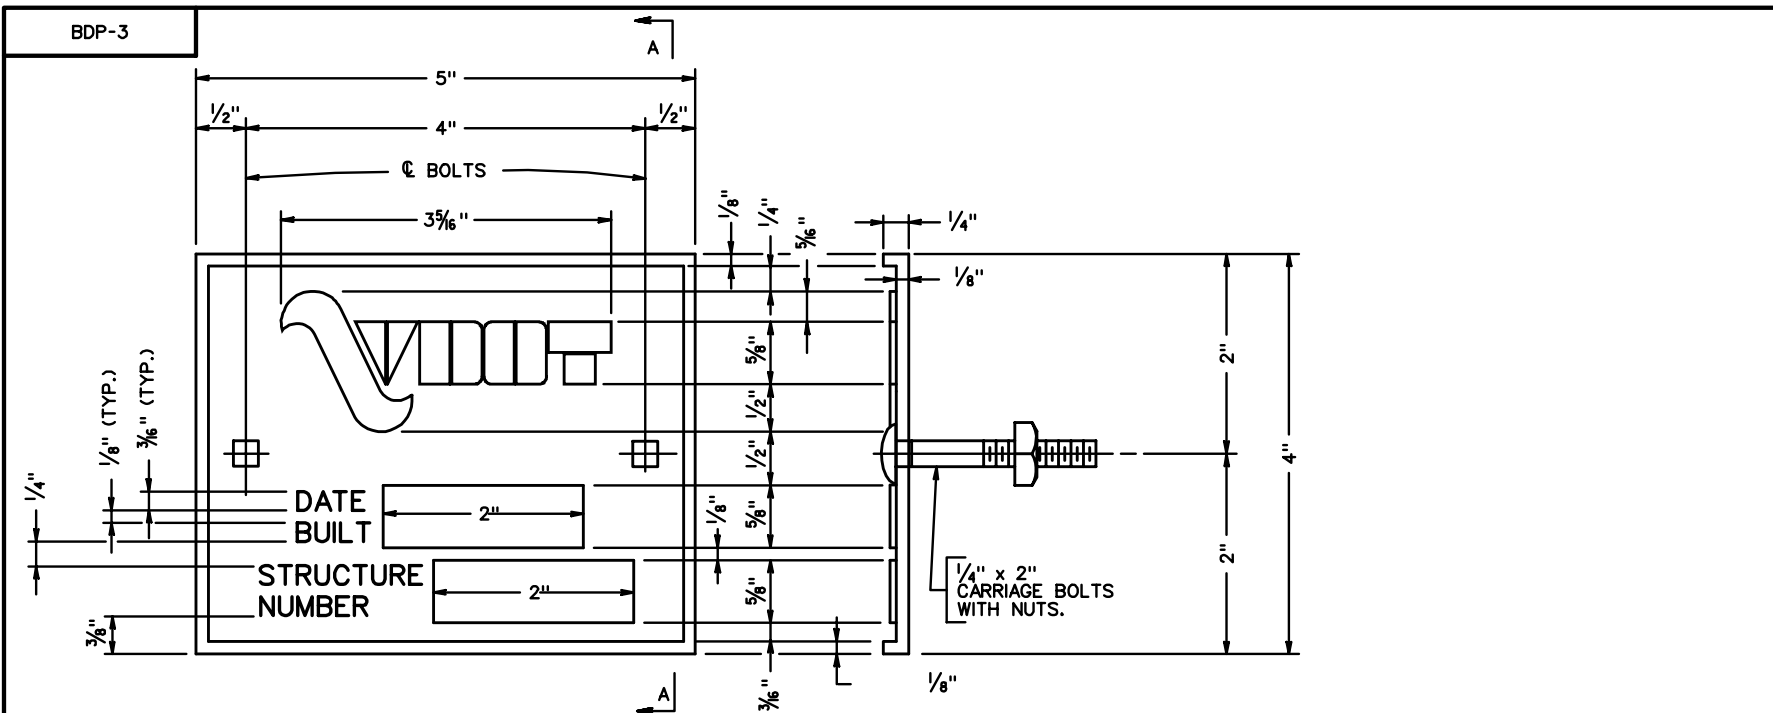 BDP-3
A
5"
1/2"
4"
1/2"
℄ BOLTS
3 5/16"
1/8"
1/4"
5/16"
1/4"
1/8"
VDOT
5/8"
1/2"
1/2"
5/8"
1/8"
5/8"
3/16"
1/8"
2"
4"
2"
1/8" (TYP.)
3/16" (TYP.)
1/4"
3/8"
DATE
BUILT
2"
STRUCTURE
NUMBER
2"
1/4" x 2"
CARRIAGE BOLTS
WITH NUTS.
A